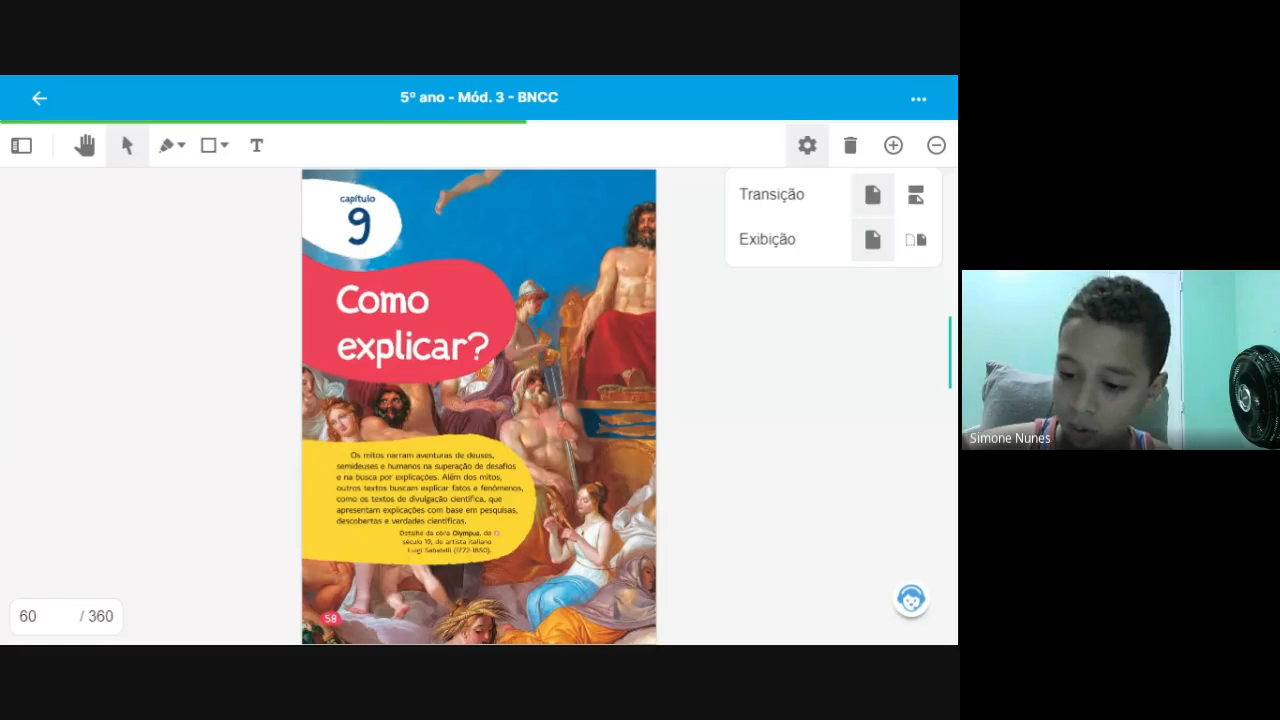 5º ano - Mód. 3 - BNCC
T
Transição
Exibição
capítulo
9
Como
explicar?
Os mitos narram aventuras de deuses,
semideuses e humanos na superação de desafios
e na busca por explicações. Além dos mitos,
outros textos buscam explicar fatos e fenômenos,
como os textos de divulgação científica, que
apresentam explicações com base em pesquisas,
descobertas e verdades científicas.
Detalhe da obra Olympus, do
século 19, do artista italiano
Luigi Sabatelli (1772-1850).
58
60 / 360
Simone Nunes